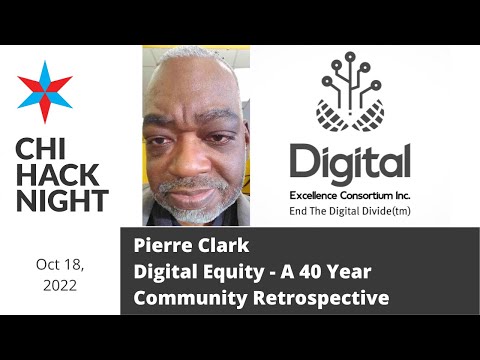 CHI
HACK
NIGHT
Oct 18,
2022
Digital
Excellence Consortium Inc.
End The Digital Divide(tm)
Pierre Clark
Digital Equity - A 40 Year
Community Retrospective